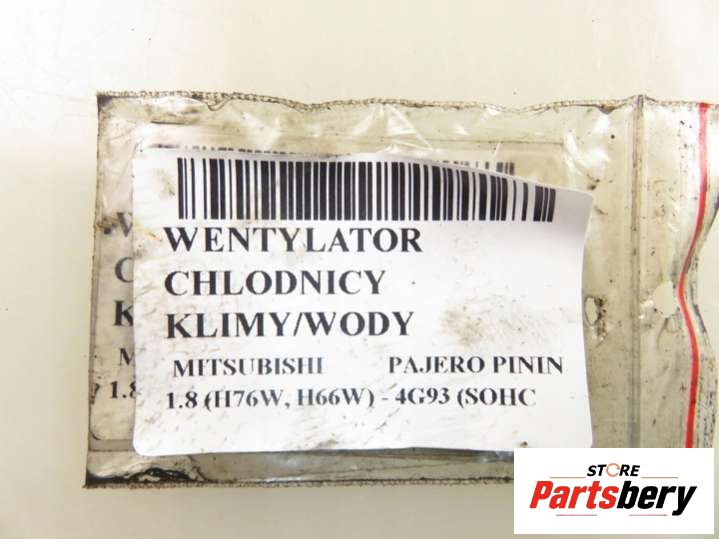 WENTYLATOR
CHLODNICY
KLIMY/WODY
MITSUBISHI PAJERO PININ
1.8 (H76W, H66W) - 4G93 (SOHC
STORE
Partsbery